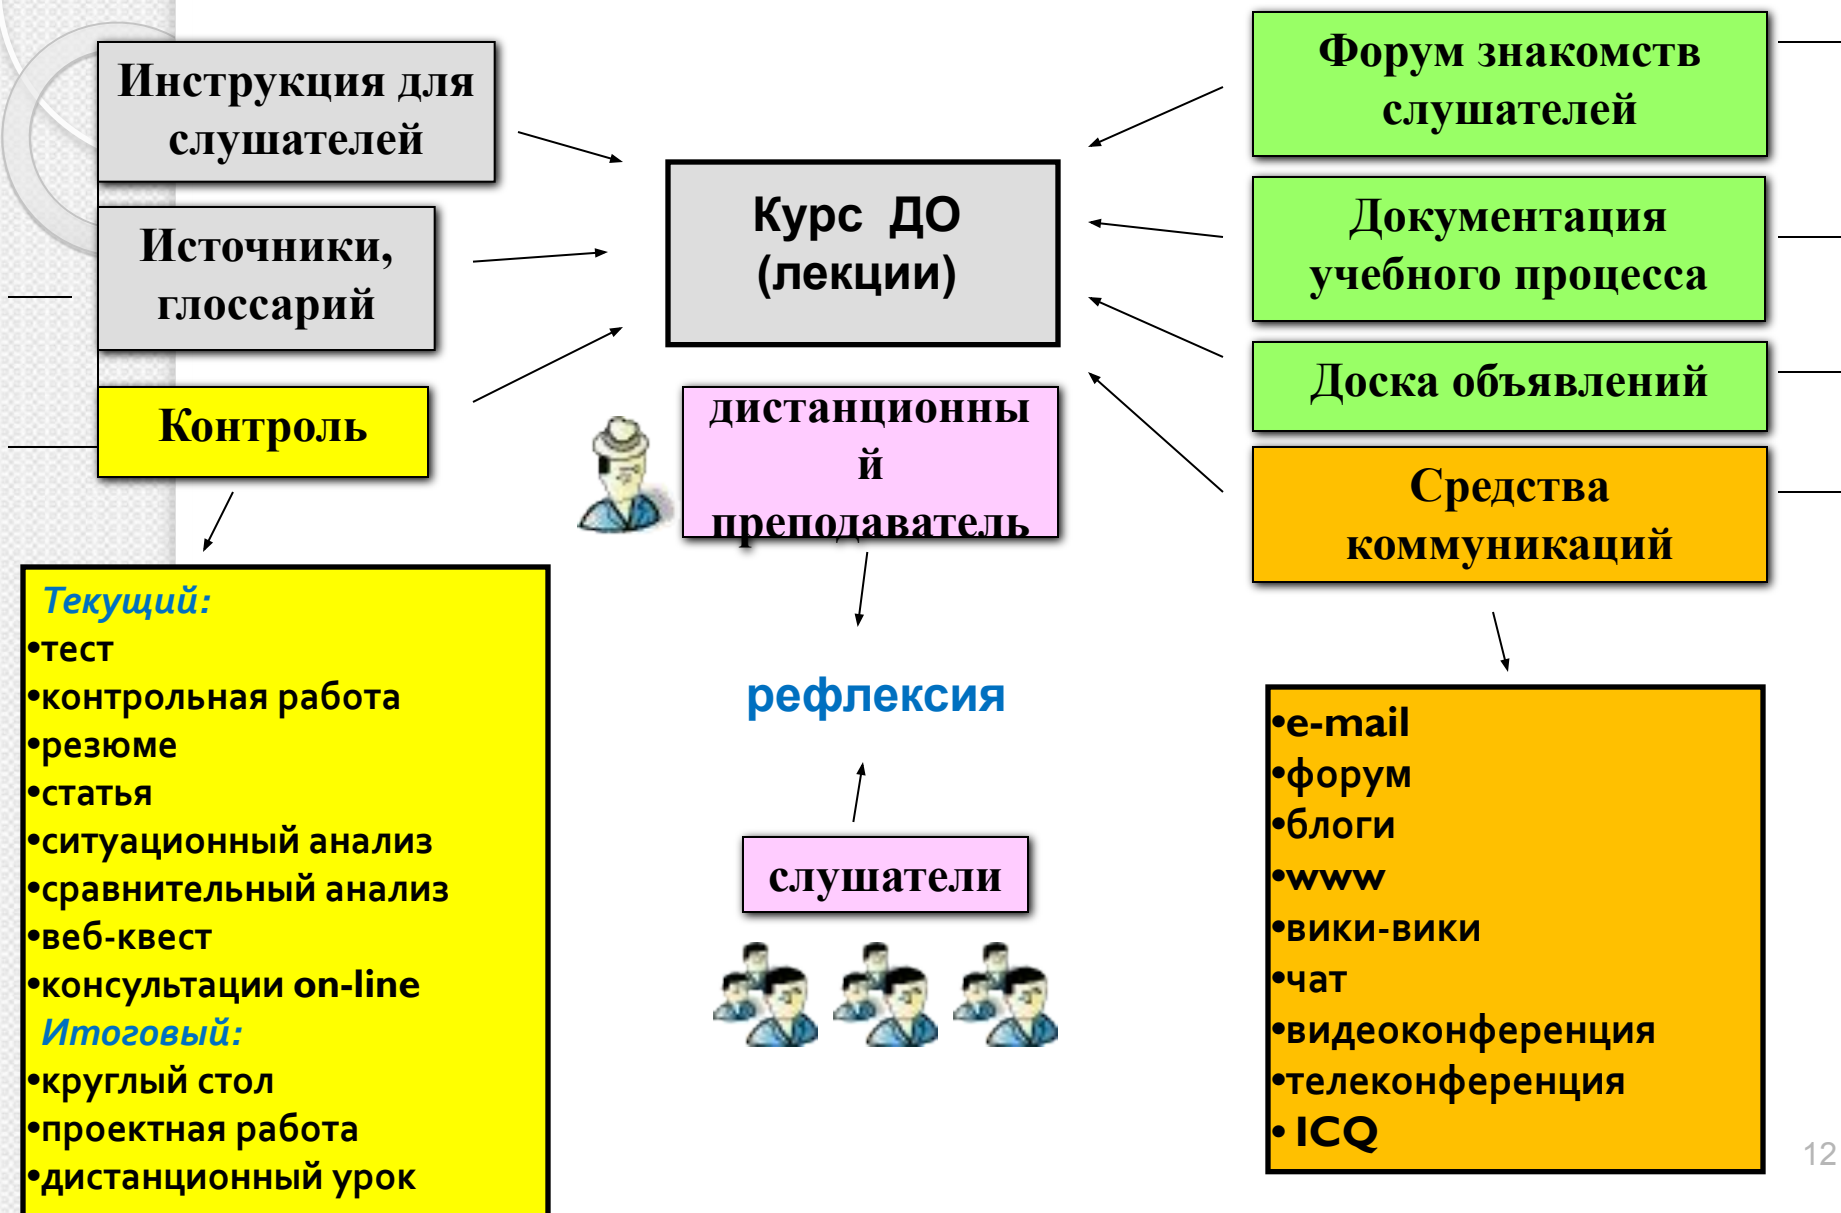 Инструкция для
слушателей
Источники,
глоссарий
Контроль
Текущий:
•тест
•контрольная работа
•резюме
•статья
•ситуационный анализ
•сравнительный анализ
•веб-квест
•консультации on-line
Итоговый:
•круглый стол
•проектная работа
•дистанционный урок
Курс ДО
(лекции)
дистанционны
й
преподаватель
рефлексия
слушатели
Форум знакомств
слушателей
Документация
учебного процесса
Доска объявлений
Средства
коммуникаций
•e-mail
•форум
•блоги
•www
•вики-вики
•чат
•видеоконференция
•телеконференция
• ICQ
12